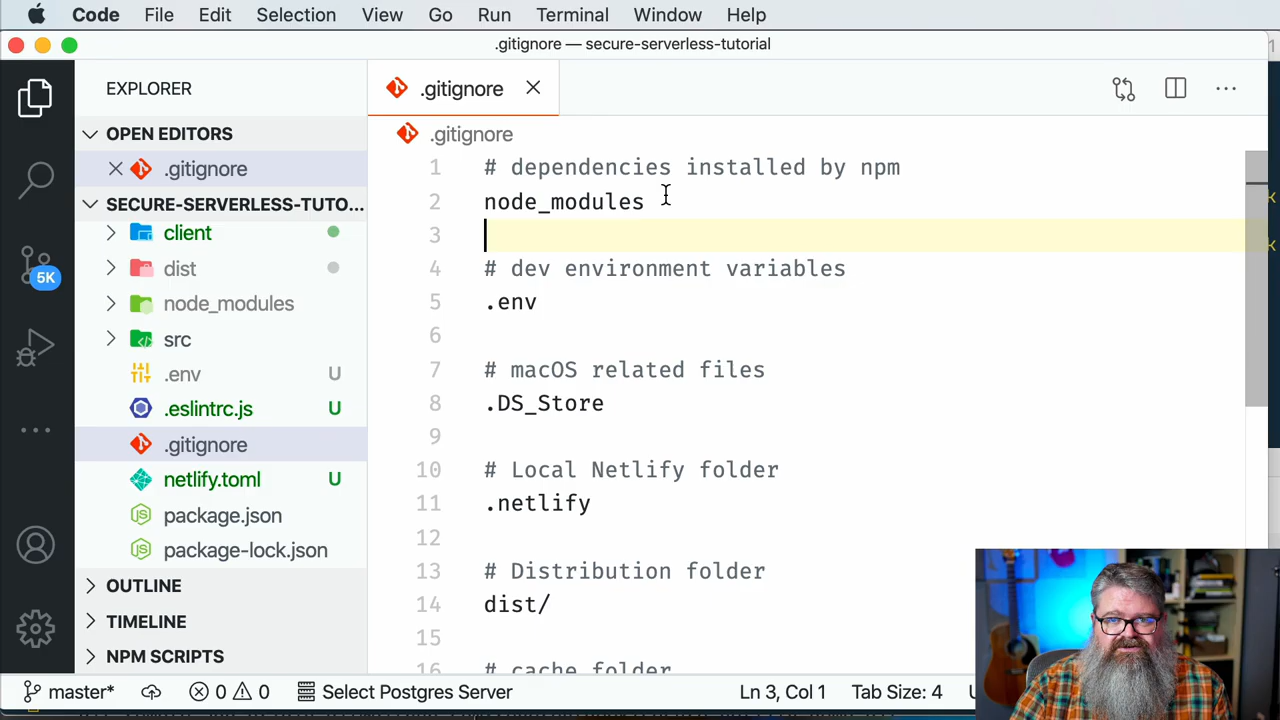 Code File Edit Selection View Go Run Terminal Window Help
.gitignore — secure-serverless-tutorial
EXPLORER
.gitignore
OPEN EDITORS
.gitignore
.gitignore
SECURE-SERVERLESS-TUTO...
client
dist
node_modules
src
.env U
.eslintrc.js U
.gitignore
netlify.toml U
package.json
package-lock.json
OUTLINE
TIMELINE
NPM SCRIPTS
5K
1 # dependencies installed by npm
2 node_modules
3
4 # dev environment variables
5 .env
6
7 # macOS related files
8 .DS_Store
9
10 # Local Netlify folder
11 .netlify
12
13 # Distribution folder
14 dist/
15
16 # cache folder
master* 0 0 Select Postgres Server Ln 3, Col 1 Tab Size: 4